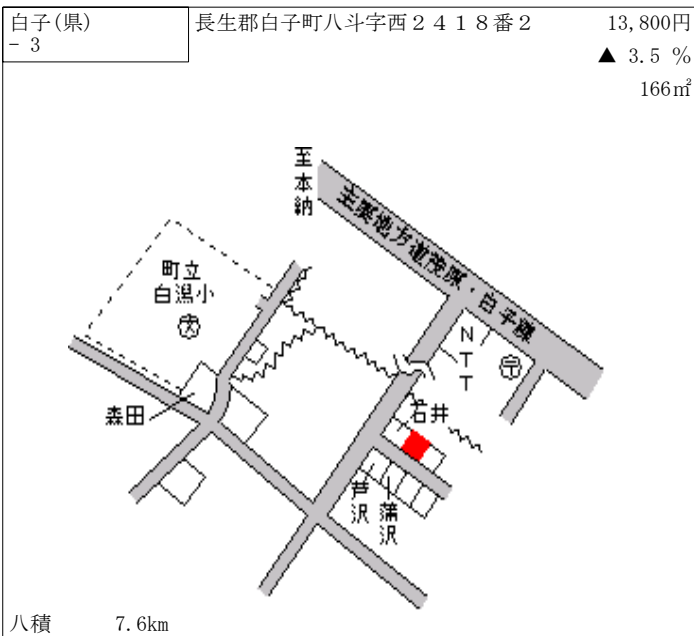 白子(県)
- 3
長生郡白子町八斗字西2418番2
13,800円
▲ 3.5 %
166㎡
至本納
主要地方道茂原・白子線
町立
白潟小
文
NTT
〒
森田
石井
芦沢
小蒲沢
八積 7.6km